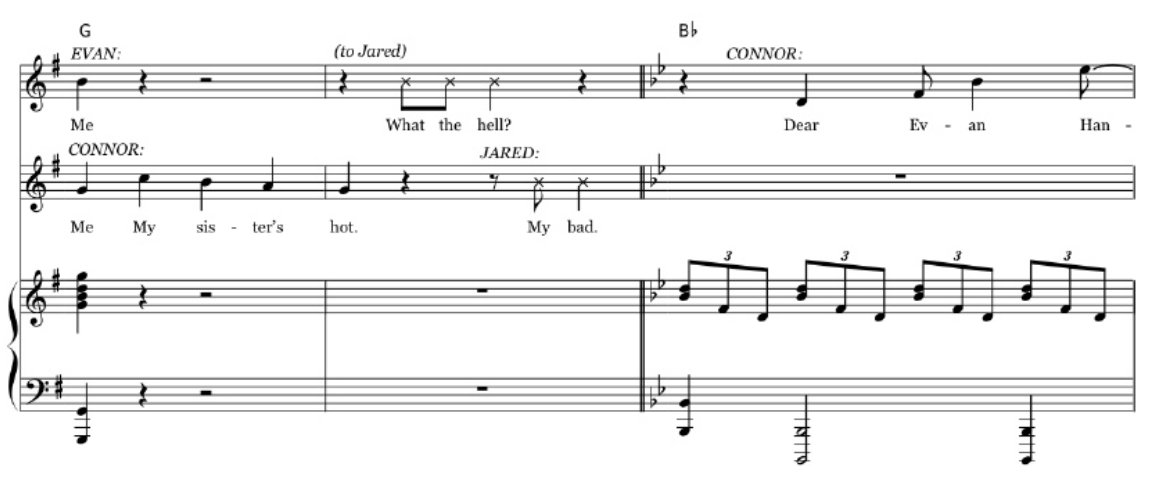 G B♭
EVAN: (to Jared) CONNOR:
Me What the hell? Dear Ev - an Han -
CONNOR: JARED:
Me My sis - ter's hot. My bad.
3 3 3 3